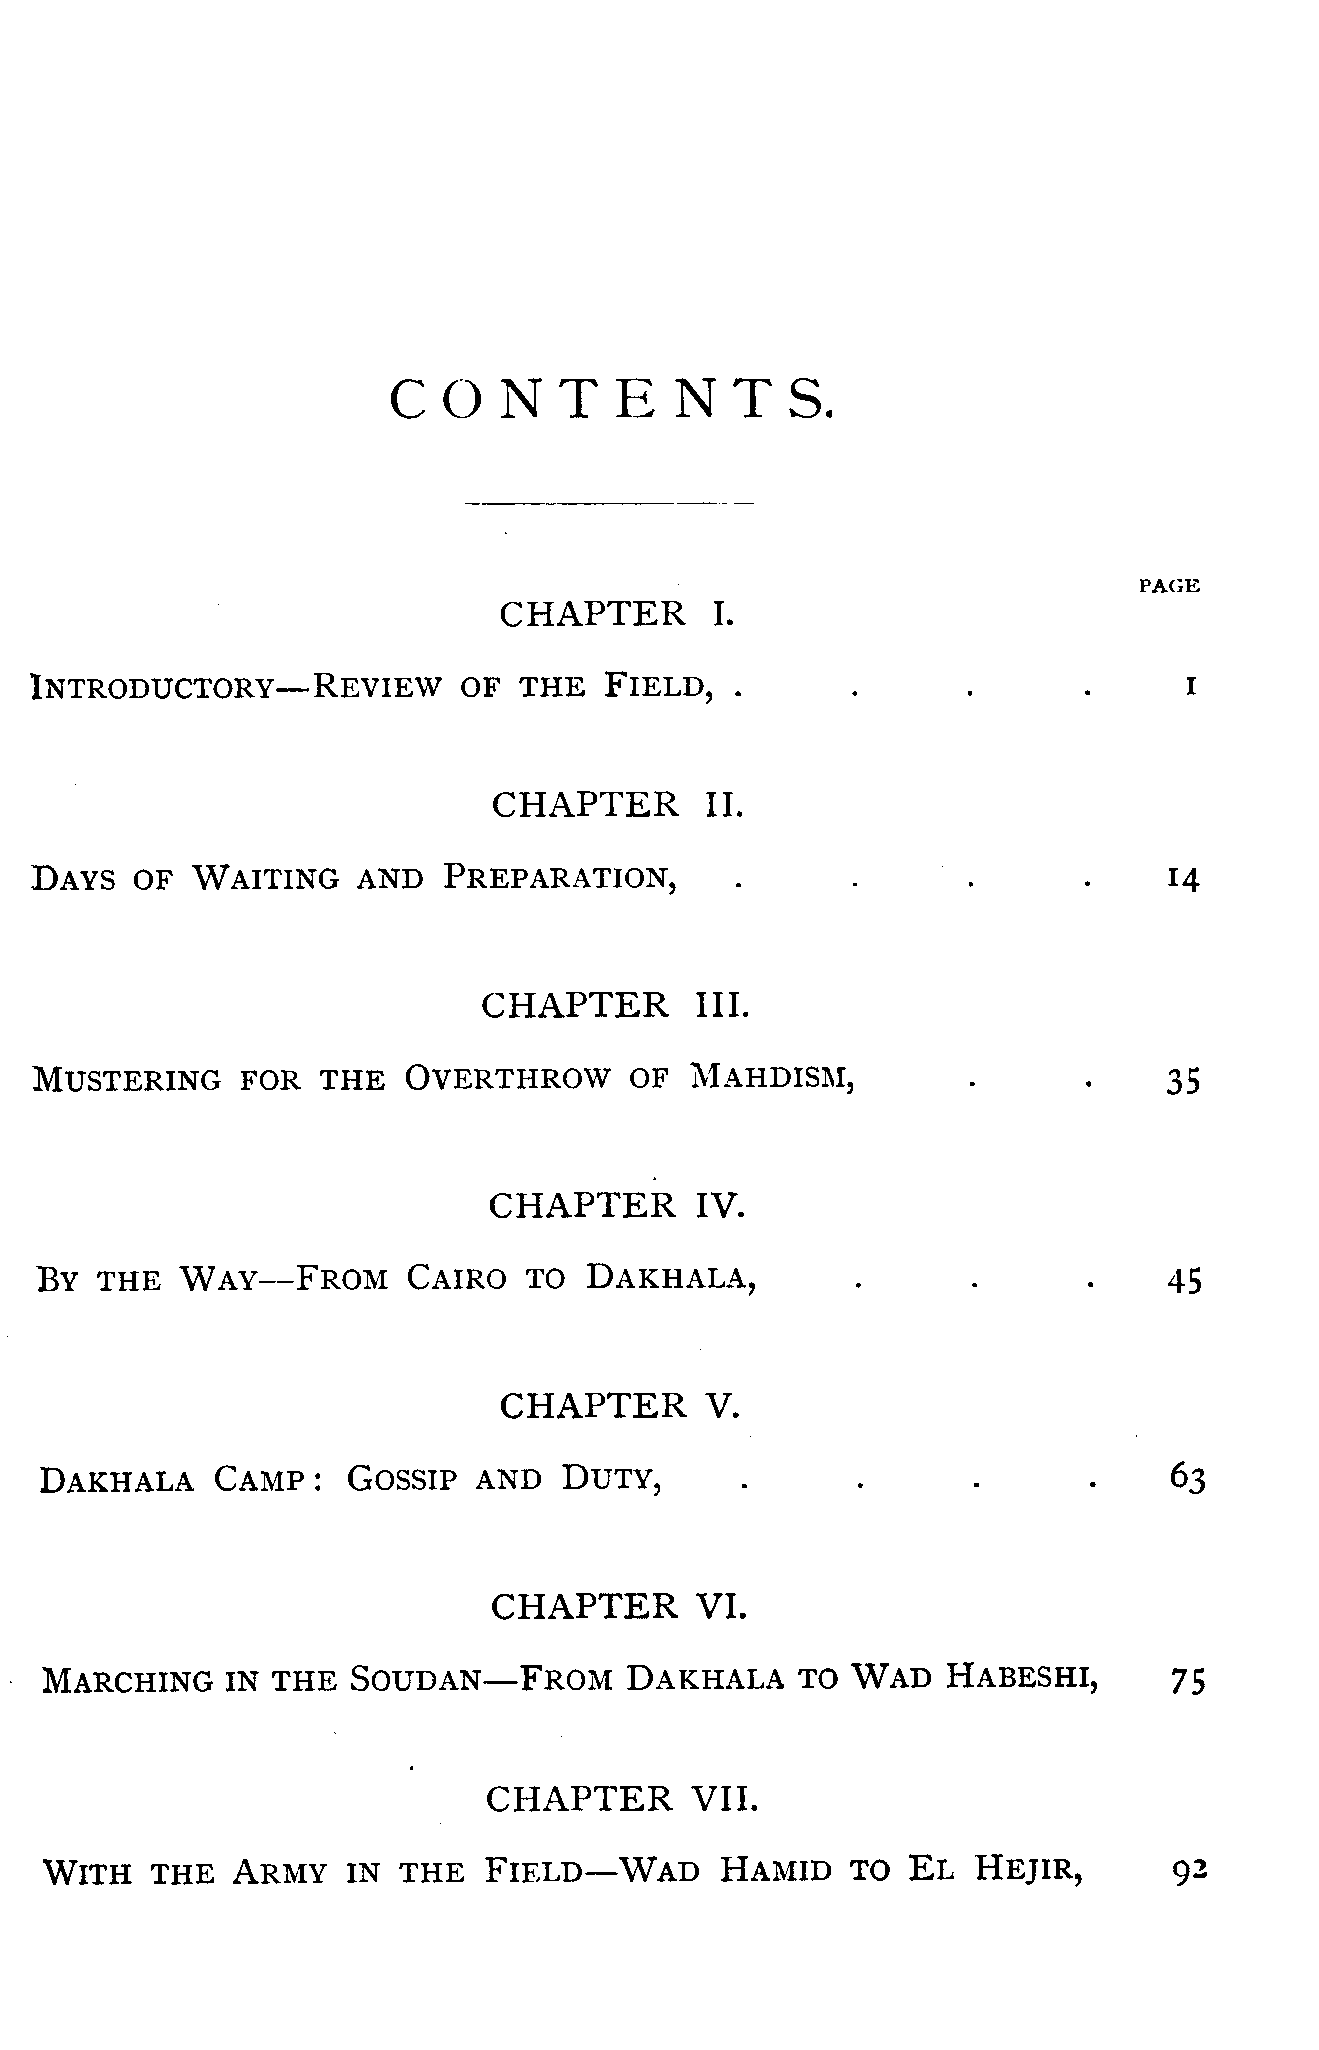 CONTENTS.
PAGE
CHAPTER I.
INTRODUCTORY—REVIEW OF THE FIELD, . . . . 1
CHAPTER II.
DAYS OF WAITING AND PREPARATION, . . . . 14
CHAPTER III.
MUSTERING FOR THE OVERTHROW OF MAHDISM, . . 35
CHAPTER IV.
BY THE WAY—FROM CAIRO TO DAKHALA, . . . 45
CHAPTER V.
DAKHALA CAMP: GOSSIP AND DUTY, . . . . 63
CHAPTER VI.
MARCHING IN THE SOUDAN—FROM DAKHALA TO WAD HABESHI, 75
CHAPTER VII.
WITH THE ARMY IN THE FIELD—WAD HAMID TO EL HEJIR, 92